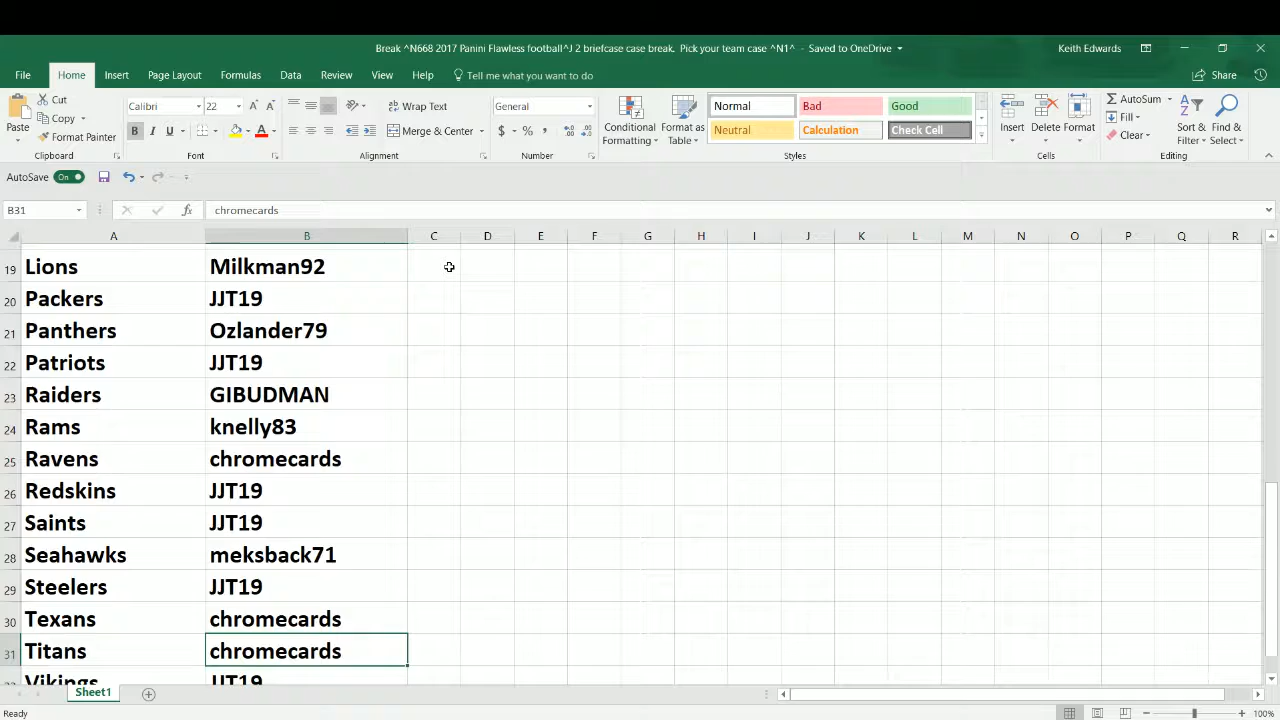 Break ^N668 2017 Panini Flawless football^J 2 briefcase case break. Pick your team case ^N1^ - Saved to OneDrive
Keith Edwards
File Home Insert Page Layout Formulas Data Review View Help Tell me what you want to do Share
Cut
Copy
Format Painter
Paste
Clipboard
Calibri 22
B I U
Font
Wrap Text
Merge & Center
Alignment
General
$ % ,
Number
Conditional Formatting
Format as Table
Normal Bad Good
Neutral Calculation Check Cell
Styles
Insert Delete Format
Cells
AutoSum
Fill
Clear
Sort & Filter
Find & Select
Editing
AutoSave On
B31 fx chromecards
A B C D E F G H I J K L M N O P Q R
19 Lions Milkman92
20 Packers JJT19
21 Panthers Ozlander79
22 Patriots JJT19
23 Raiders GIBUDMAN
24 Rams knelly83
25 Ravens chromecards
26 Redskins JJT19
27 Saints JJT19
28 Seahawks meksback71
29 Steelers JJT19
30 Texans chromecards
31 Titans chromecards
Vikings JJT19
Sheet1
Ready 100%